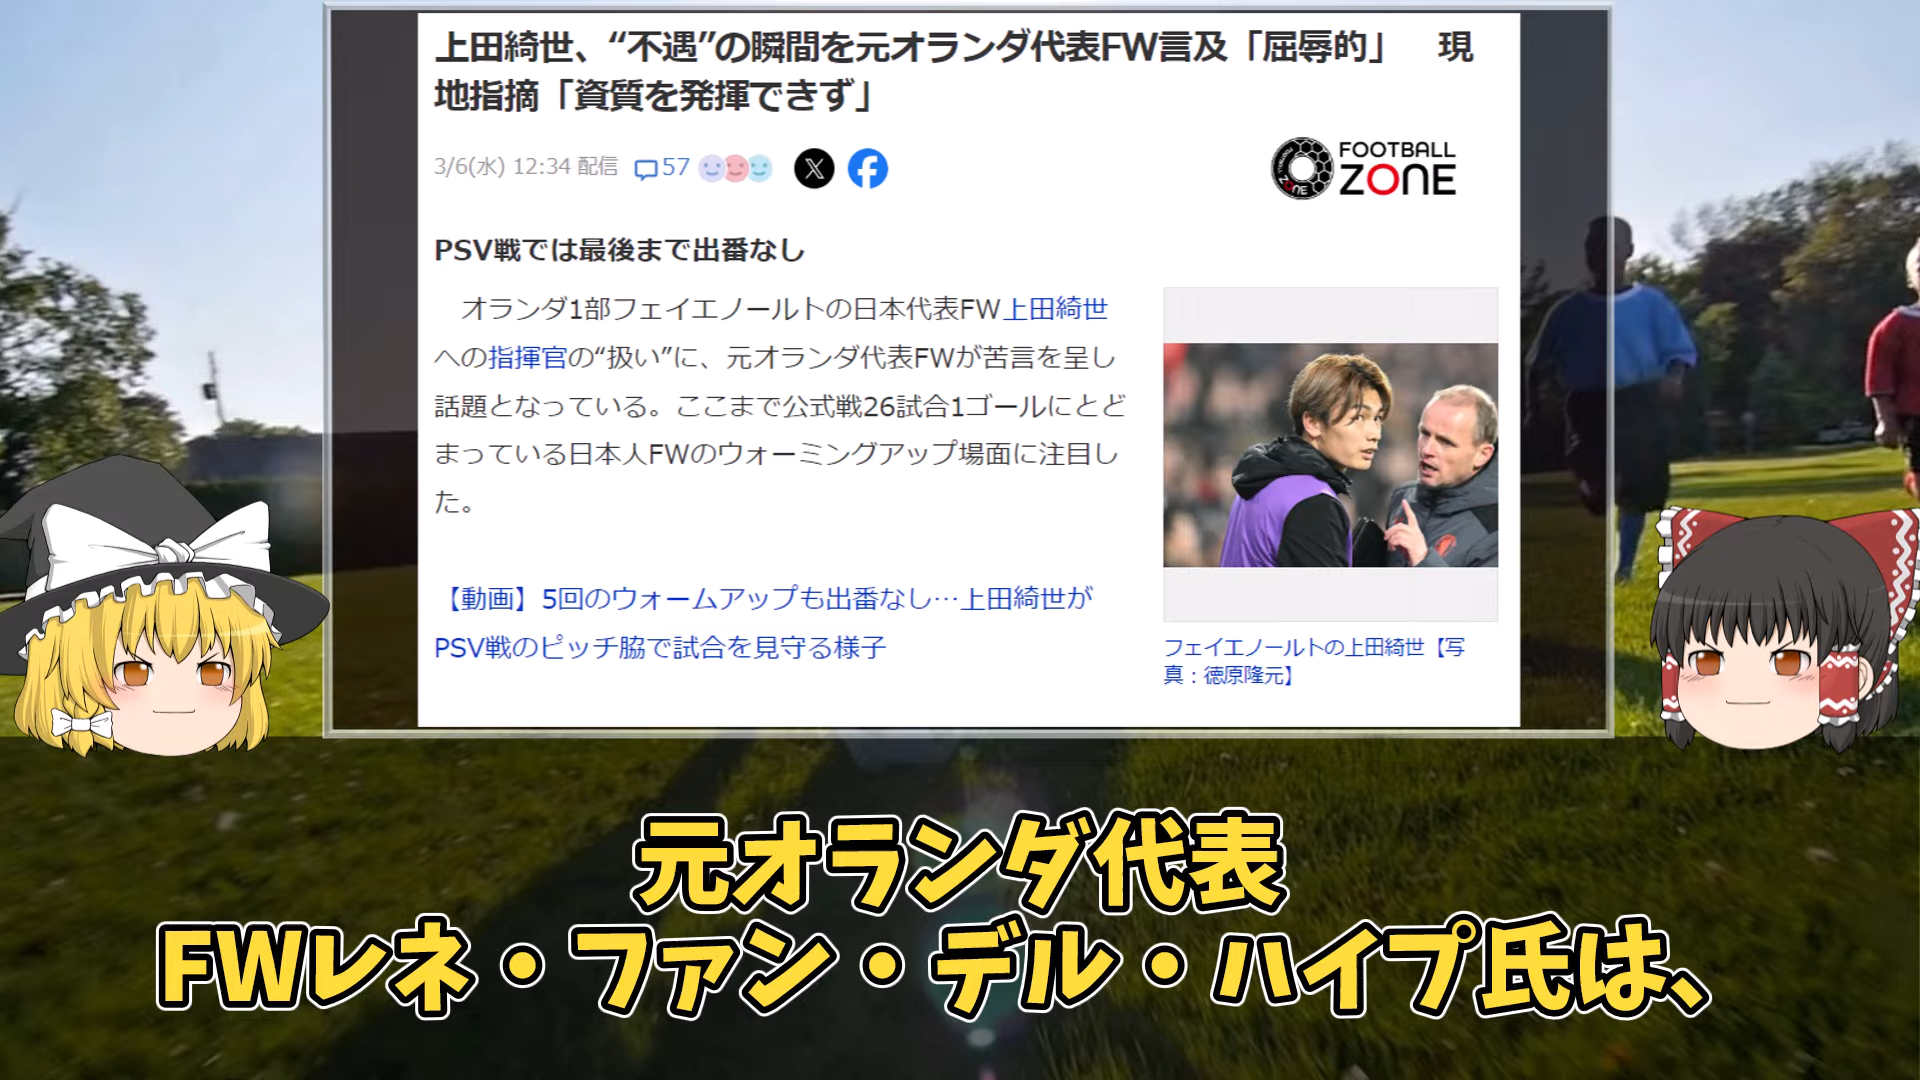 上田綺世、“不遇”の瞬間を元オランダ代表FW言及「屈辱的」　現
地指摘「資質を発揮できず」
3/6(水) 12:34 配信 57
FOOTBALL
ZONE
PSV戦では最後まで出番なし
オランダ1部フェイエノールトの日本代表FW上田綺世
への指揮官の“扱い”に、元オランダ代表FWが苦言を呈し
話題となっている。ここまで公式戦26試合1ゴールにとど
まっている日本人FWのウォーミングアップ場面に注目し
た。
【動画】5回のウォームアップも出番なし…上田綺世が
PSV戦のピッチ脇で試合を見守る様子
フェイエノールトの上田綺世【写
真：徳原隆元】
元オランダ代表
FWレネ・ファン・デル・ハイプ氏は、